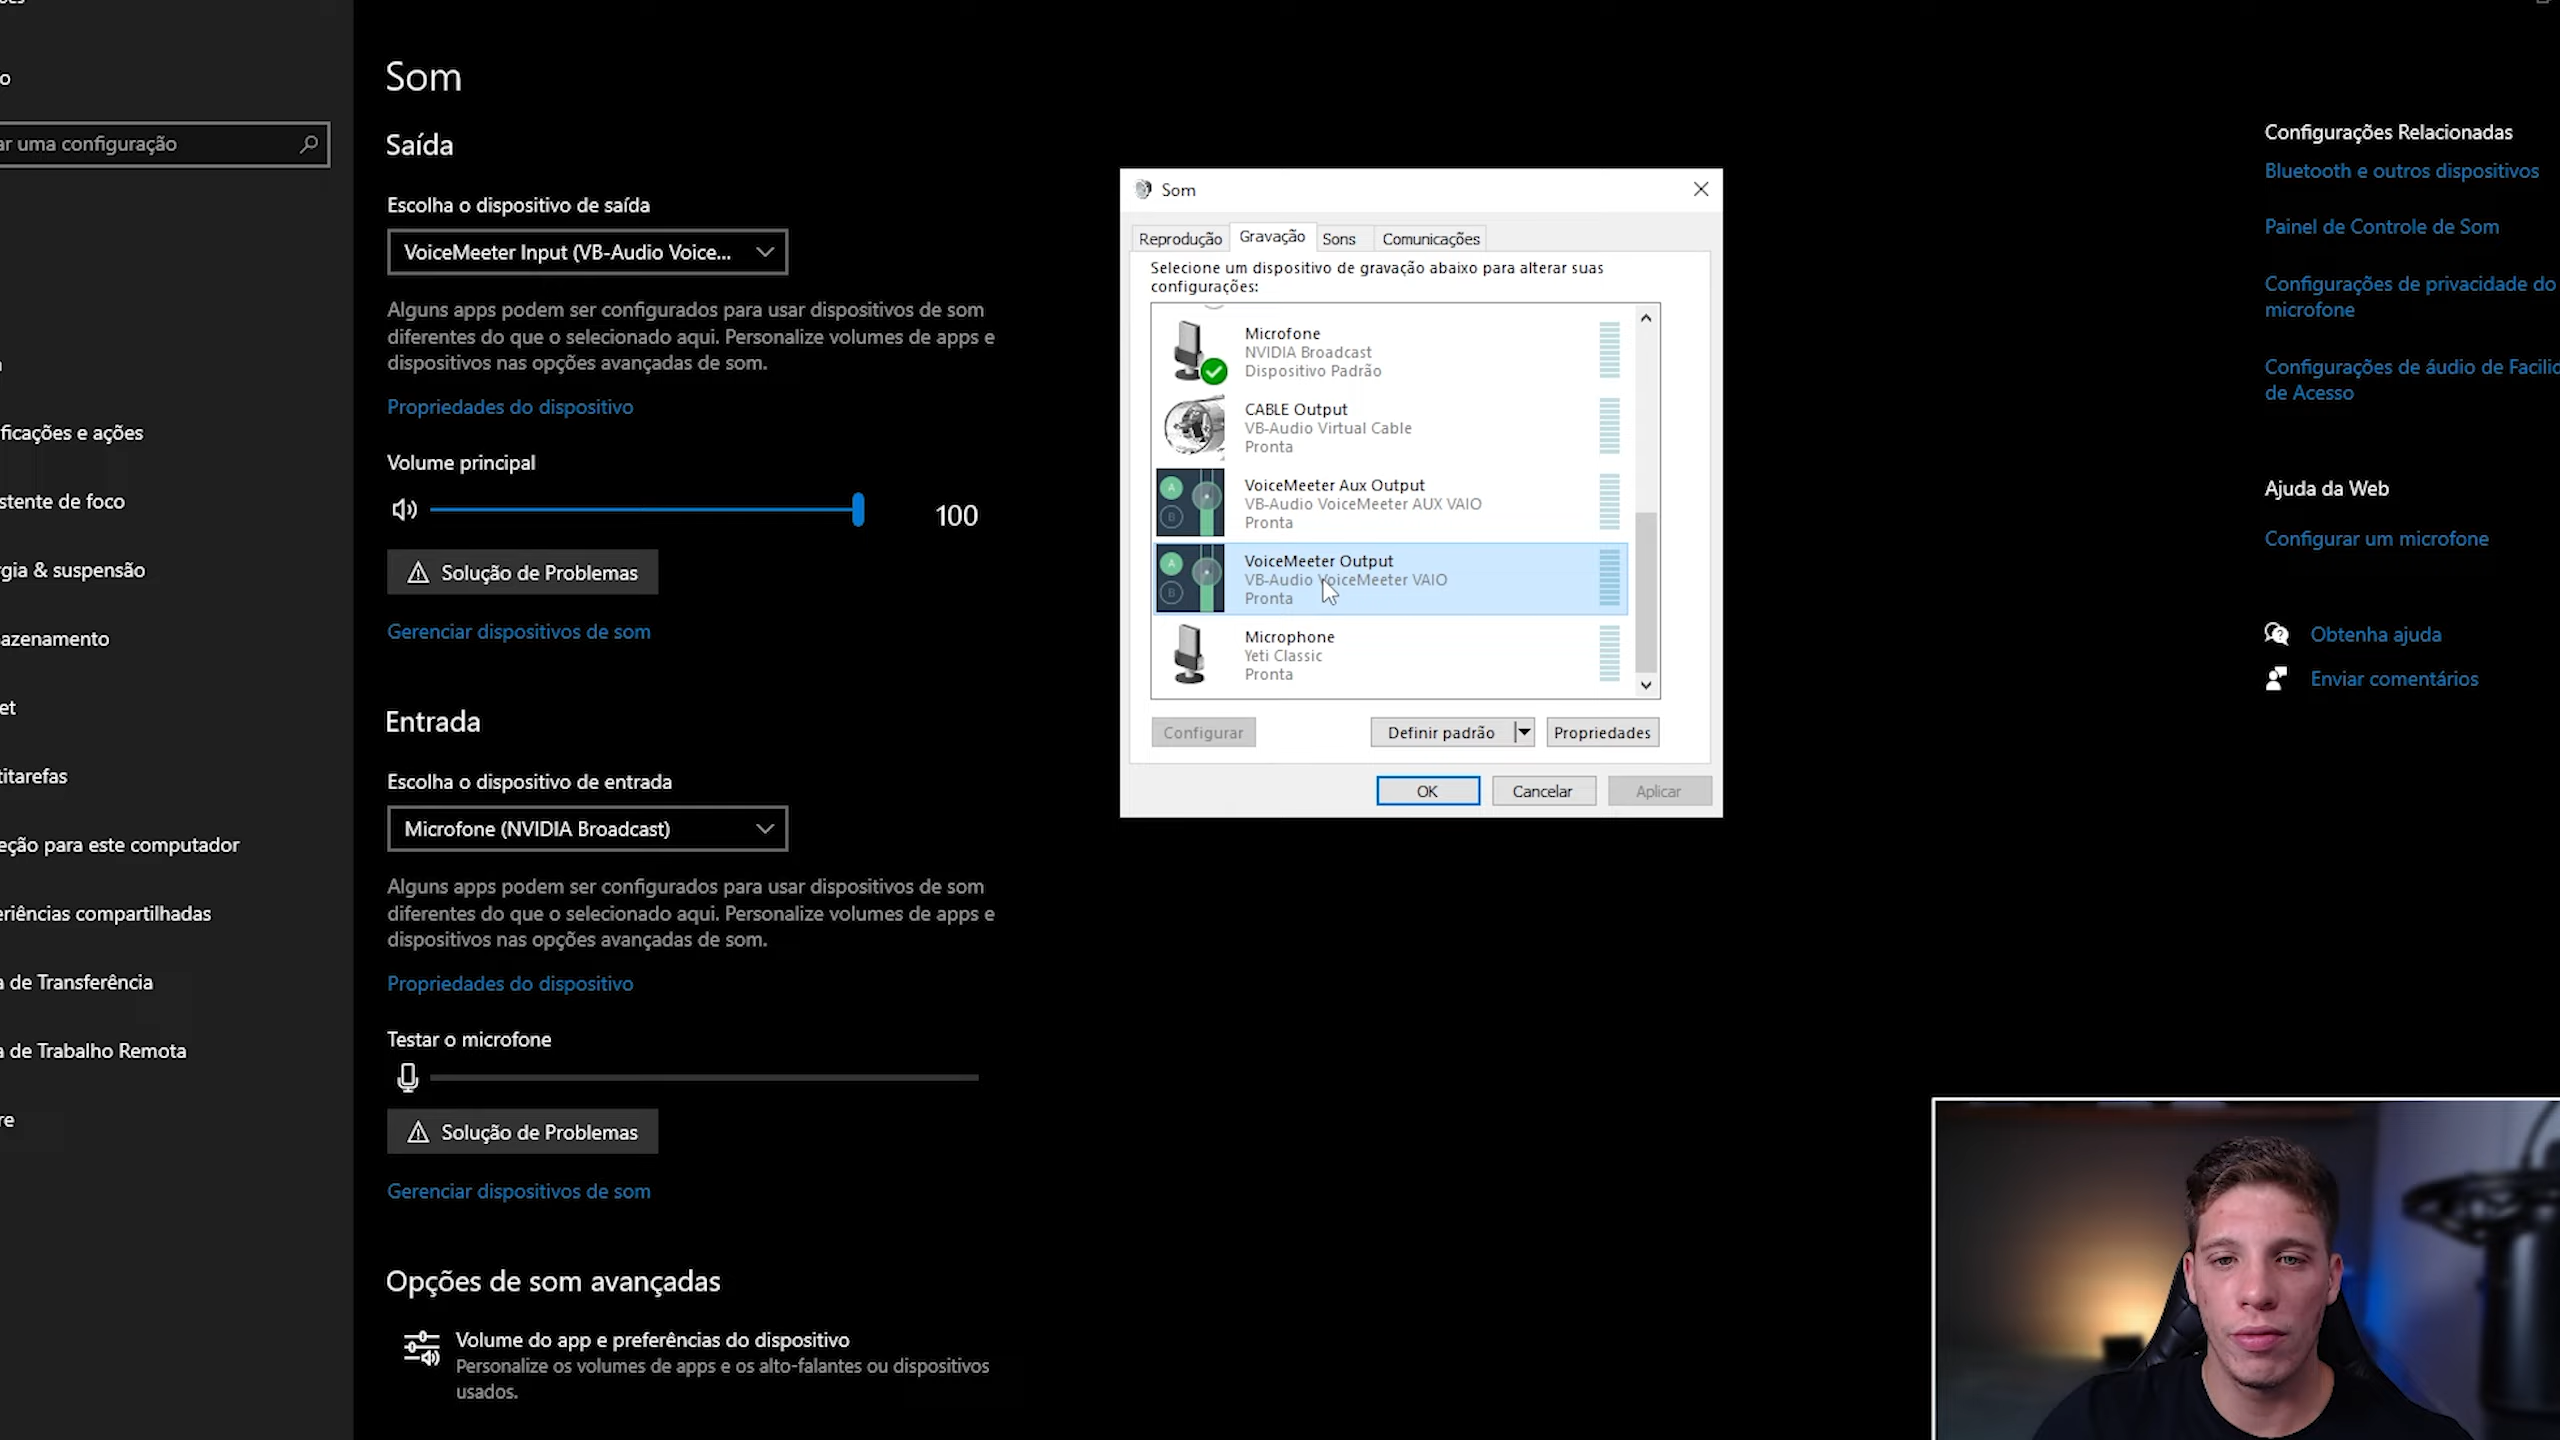 o
ar uma configuração
ficações e ações
stente de foco
rgia & suspensão
azenamento
et
titarefas
eção para este computador
eriências compartilhadas
a de Transferência
a de Trabalho Remota
re
Som
Saída
Escolha o dispositivo de saída
VoiceMeeter Input (VB-Audio Voice...
Alguns apps podem ser configurados para usar dispositivos de som
diferentes do que o selecionado aqui. Personalize volumes de apps e
dispositivos nas opções avançadas de som.
Propriedades do dispositivo
Volume principal
100
Solução de Problemas
Gerenciar dispositivos de som
Entrada
Escolha o dispositivo de entrada
Microfone (NVIDIA Broadcast)
Alguns apps podem ser configurados para usar dispositivos de som
diferentes do que o selecionado aqui. Personalize volumes de apps e
dispositivos nas opções avançadas de som.
Propriedades do dispositivo
Testar o microfone
Solução de Problemas
Gerenciar dispositivos de som
Opções de som avançadas
Volume do app e preferências do dispositivo
Personalize os volumes de apps e os alto-falantes ou dispositivos
usados.
Som
Reprodução Gravação Sons Comunicações
Selecione um dispositivo de gravação abaixo para alterar suas
configurações:
Microfone
NVIDIA Broadcast
Dispositivo Padrão
CABLE Output
VB-Audio Virtual Cable
Pronta
A
B
VoiceMeeter Aux Output
VB-Audio VoiceMeeter AUX VAIO
Pronta
A
B
VoiceMeeter Output
VB-Audio VoiceMeeter VAIO
Pronta
Microphone
Yeti Classic
Pronta
Configurar Definir padrão Propriedades
OK Cancelar Aplicar
Configurações Relacionadas
Bluetooth e outros dispositivos
Painel de Controle de Som
Configurações de privacidade do
microfone
Configurações de áudio de Facilid
de Acesso
Ajuda da Web
Configurar um microfone
Obtenha ajuda
Enviar comentários